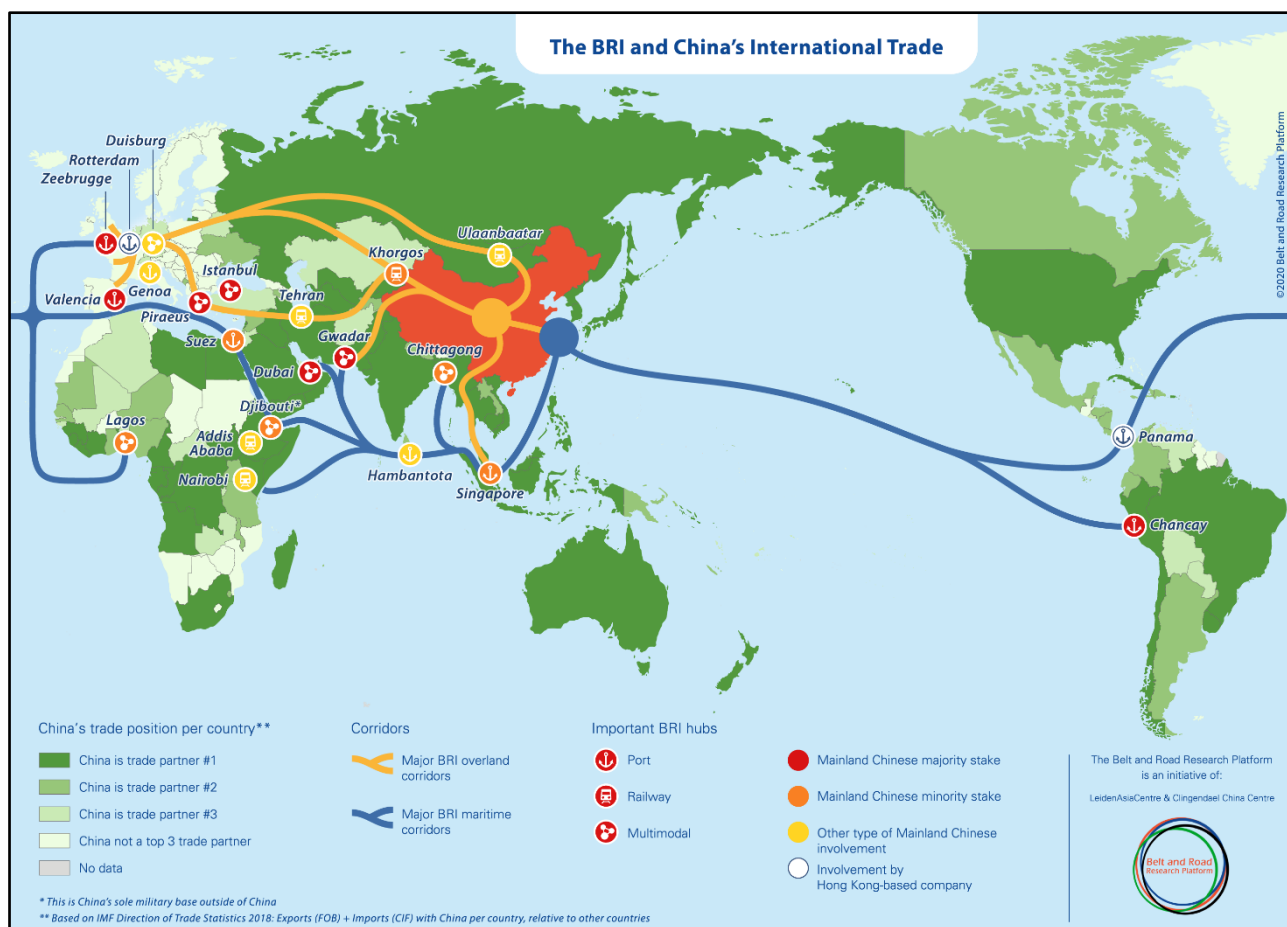 The BRI and China's International Trade
©2020 Belt and Road Research Platform
Duisburg
Rotterdam
Zeebrugge
Ulaanbaatar
Khorgos
Istanbul
Genoa
Valencia
Tehran
Piraeus
Gwadar
Suez
Chittagong
Dubai
Djibouti*
Lagos
Addis
Ababa
Panama
Hambantota
Nairobi
Singapore
Chancay
China's trade position per country**
China is trade partner #1
China is trade partner #2
China is trade partner #3
China not a top 3 trade partner
No data
Corridors
Major BRI overland
corridors
Major BRI maritime
corridors
Important BRI hubs
Port
Railway
Multimodal
Mainland Chinese majority stake
Mainland Chinese minority stake
Other type of Mainland Chinese
involvement
Involvement by
Hong Kong-based company
The Belt and Road Research Platform
is an initiative of:
LeidenAsiaCentre & Clingendael China Centre
Belt and Road
Research Platform
* This is China's sole military base outside of China
** Based on IMF Direction of Trade Statistics 2018: Exports (FOB) + Imports (CIF) with China per country, relative to other countries